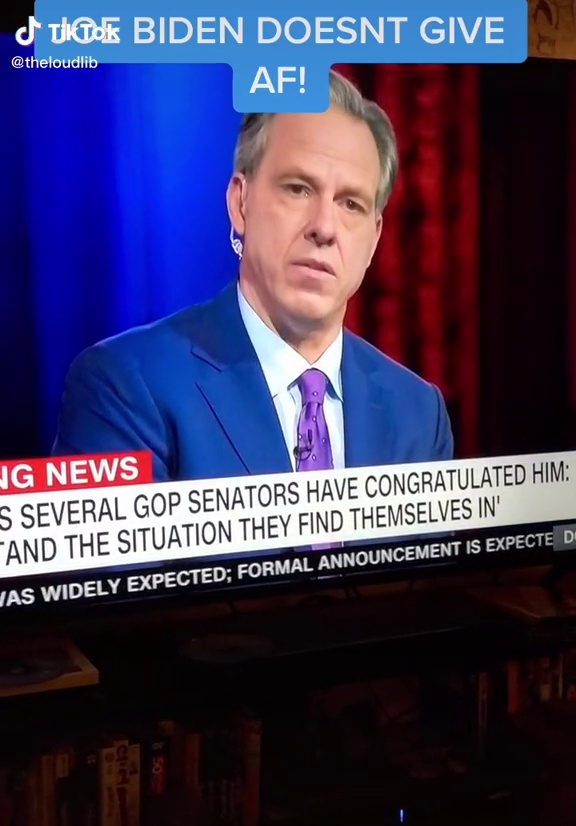 JOE BIDEN DOESNT GIVE
AF!
TikTok
@theloudlib
NG NEWS
S SEVERAL GOP SENATORS HAVE CONGRATULATED HIM:
TAND THE SITUATION THEY FIND THEMSELVES IN'
WAS WIDELY EXPECTED; FORMAL ANNOUNCEMENT IS EXPECTE